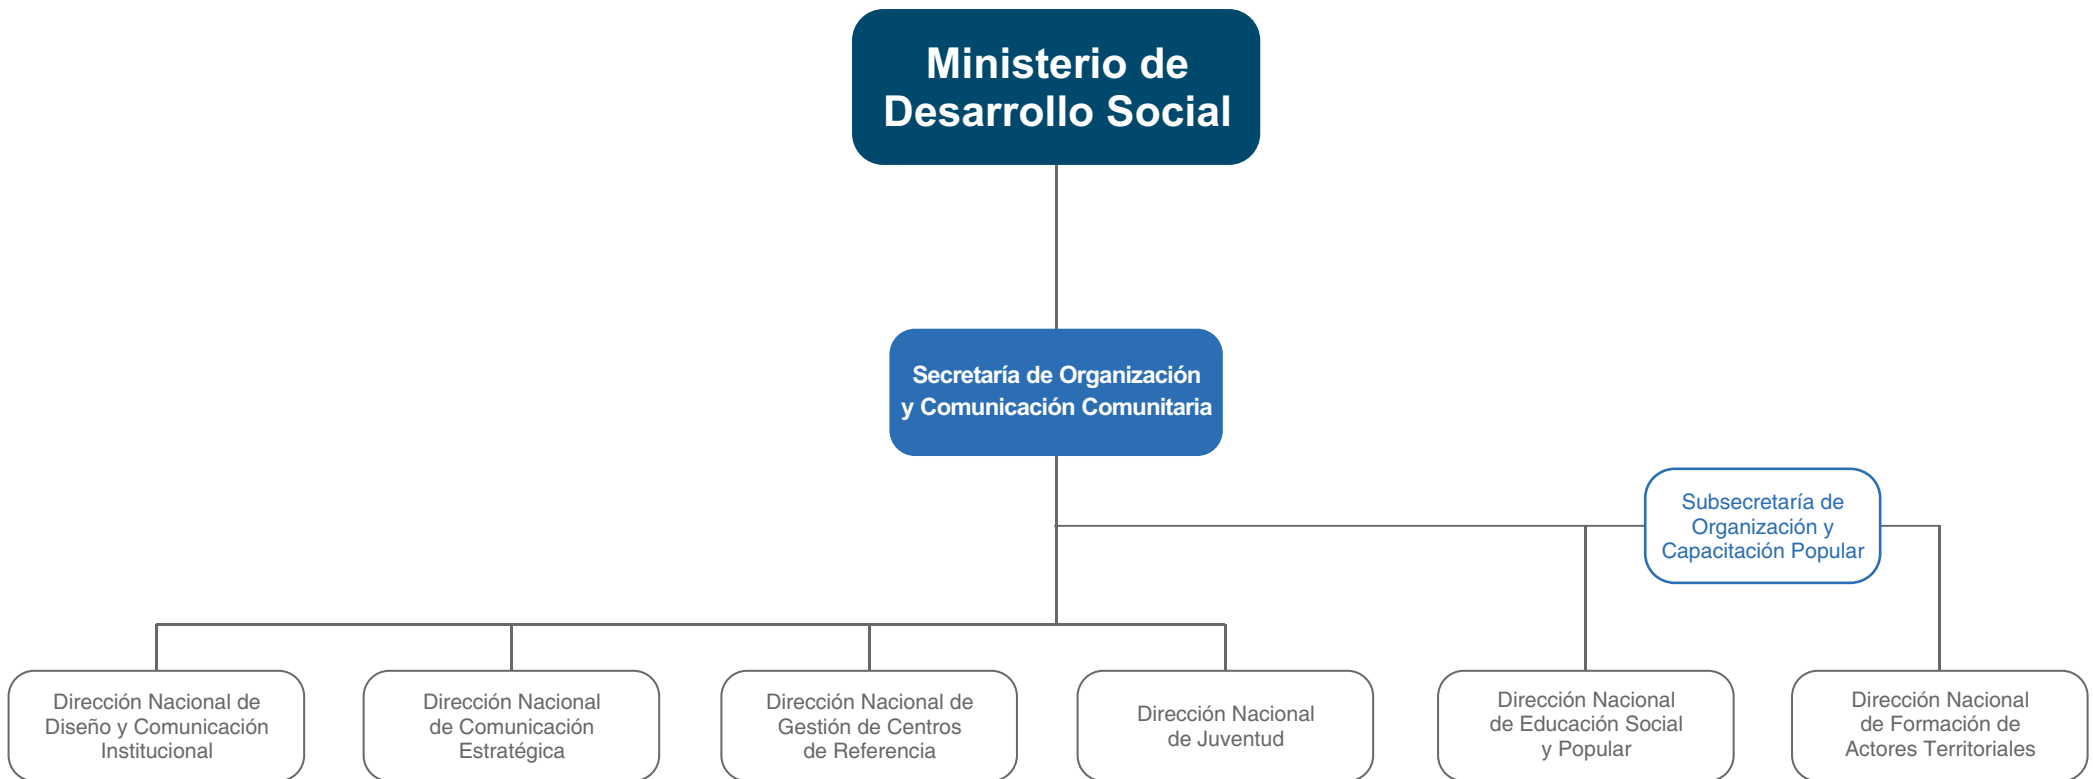 Ministerio de
Desarrollo Social
Secretaría de Organización
y Comunicación Comunitaria
Subsecretaría de
Organización y
Capacitación Popular
Dirección Nacional de
Diseño y Comunicación
Institucional
Dirección Nacional
de Comunicación
Estratégica
Dirección Nacional de
Gestión de Centros
de Referencia
Dirección Nacional
de Juventud
Dirección Nacional
de Educación Social
y Popular
Dirección Nacional
de Formación de
Actores Territoriales